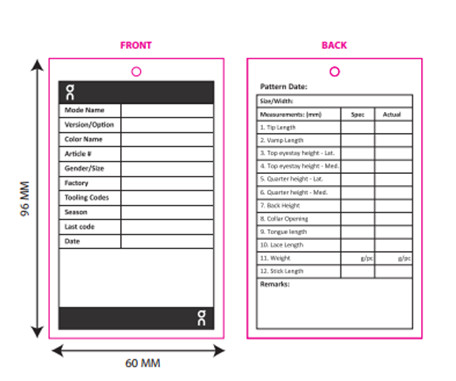 FRONT
Mode Name
Version/Option
Color Name
Article #
Gender/Size
Factory
Tooling Codes
Season
Last code
Date
96 MM
60 MM
BACK
Pattern Date:
Size/Width:
Measurements: (mm) Spec Actual
1. Tip Length
2. Vamp Length
3. Top eyestay height - Lat.
4. Top eyestay height - Med.
5. Quarter height - Lat.
6. Quarter height - Med.
7. Back Height
8. Collar Opening
9. Tongue length
10. Lace Length
11. Weight g/pc g/pc
12. Stick Length
Remarks: